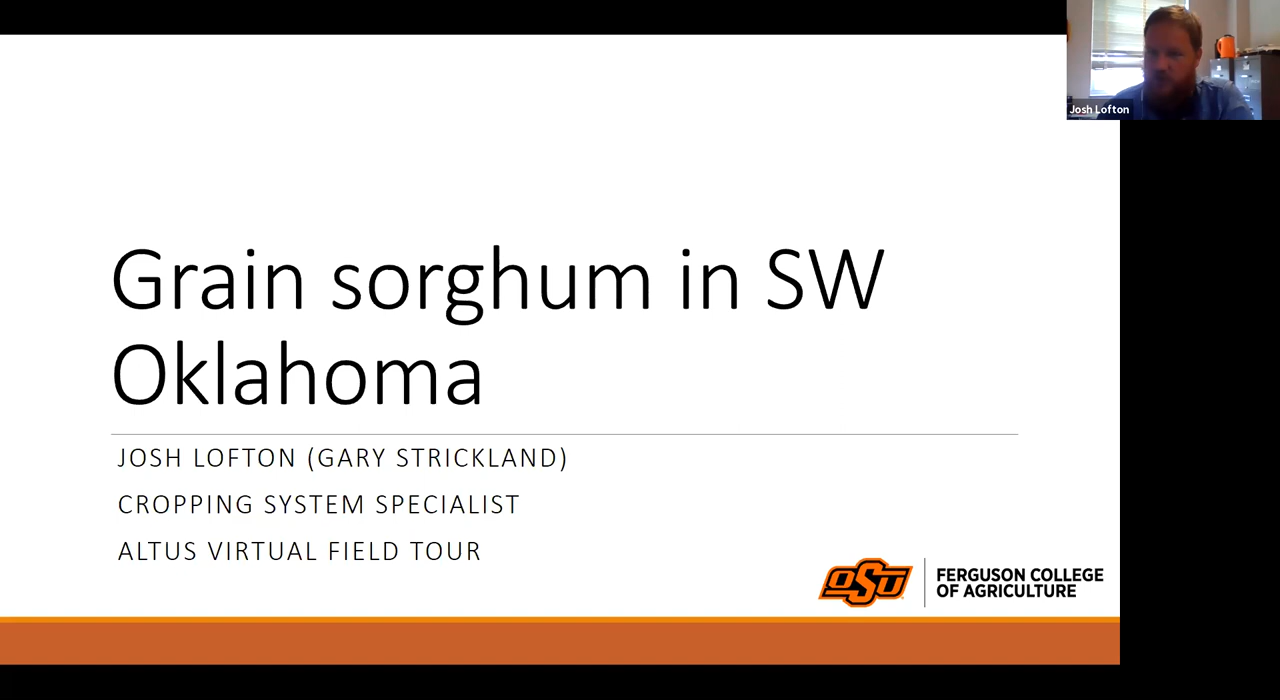 Josh Lofton
Grain sorghum in SW
Oklahoma
JOSH LOFTON (GARY STRICKLAND)
CROPPING SYSTEM SPECIALIST
ALTUS VIRTUAL FIELD TOUR
OSU
FERGUSON COLLEGE
OF AGRICULTURE